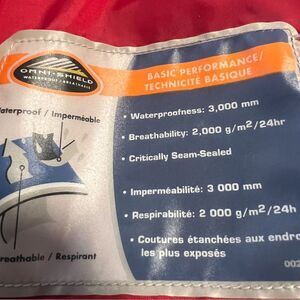 OMNI-SHIELD
WATERPROOF / BREATHABLE
BASIC PERFORMANCE/
TECHNICITÉ BASIQUE
aterproof / Imperméable
• Waterproofness: 3,000 mm
• Breathability: 2,000 g/m²/24hr
• Critically Seam-Sealed
• Imperméabilité: 3 000 mm
• Respirabilité: 2 000 g/m²/24h
• Coutures étanchées aux endro
les plus exposés
reathable / Respirant
002